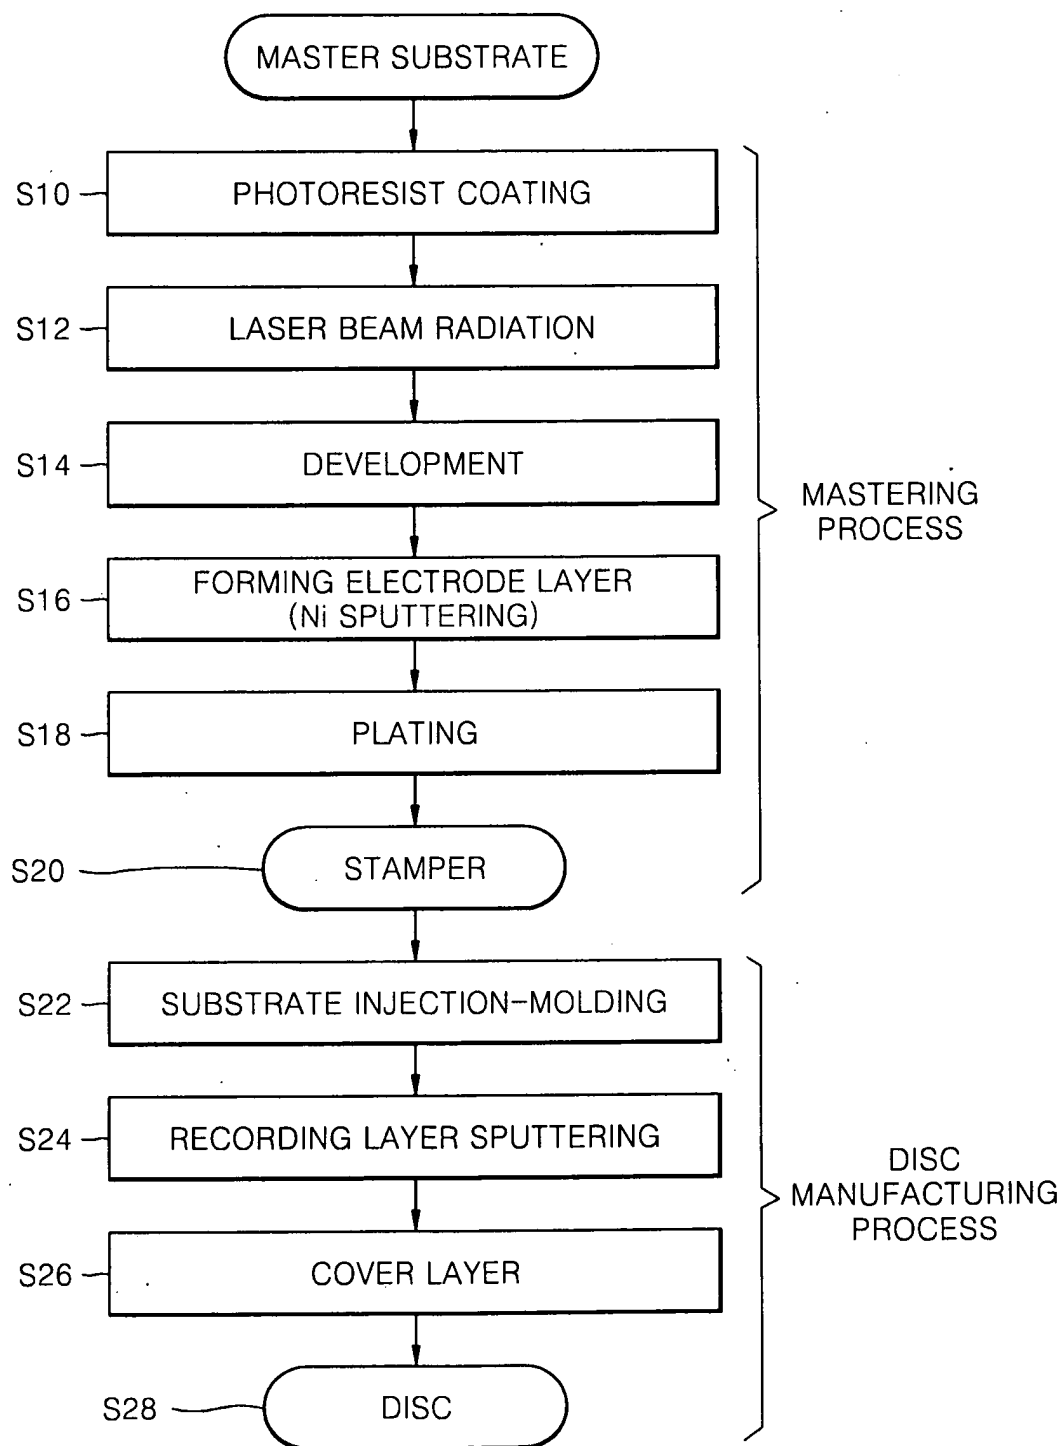 MASTER SUBSTRATE
S10
PHOTORESIST COATING
S12
LASER BEAM RADIATION
S14
DEVELOPMENT
MASTERING
PROCESS
S16
FORMING ELECTRODE LAYER
(Ni SPUTTERING)
S18
PLATING
S20
STAMPER
S22
SUBSTRATE INJECTION-MOLDING
S24
RECORDING LAYER SPUTTERING
DISC
MANUFACTURING
PROCESS
S26
COVER LAYER
S28
DISC